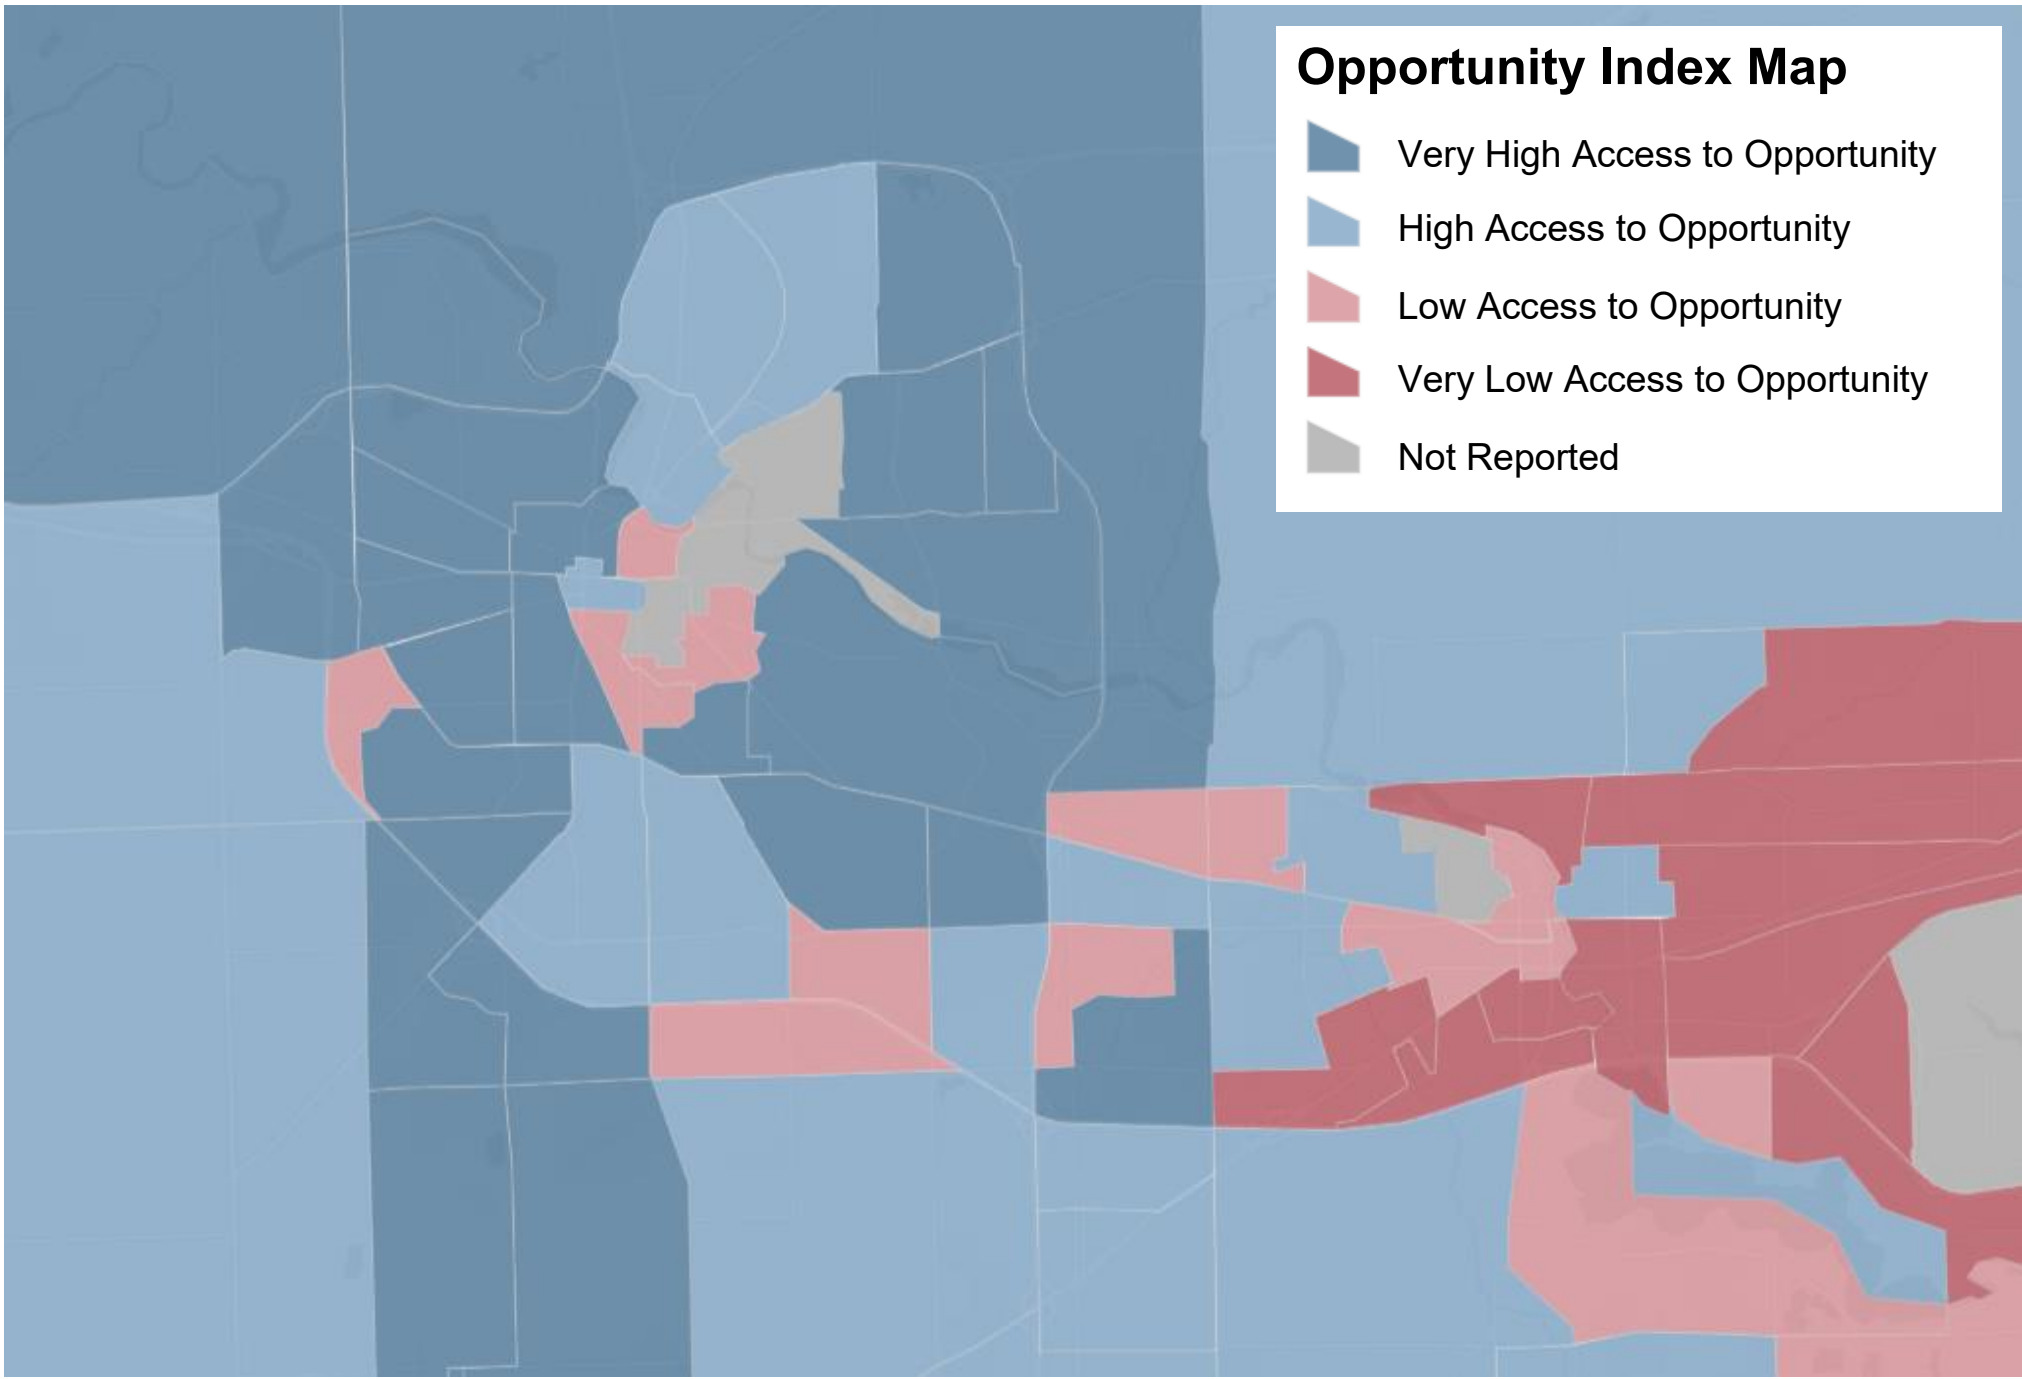 Opportunity Index Map
Very High Access to Opportunity
High Access to Opportunity
Low Access to Opportunity
Very Low Access to Opportunity
Not Reported